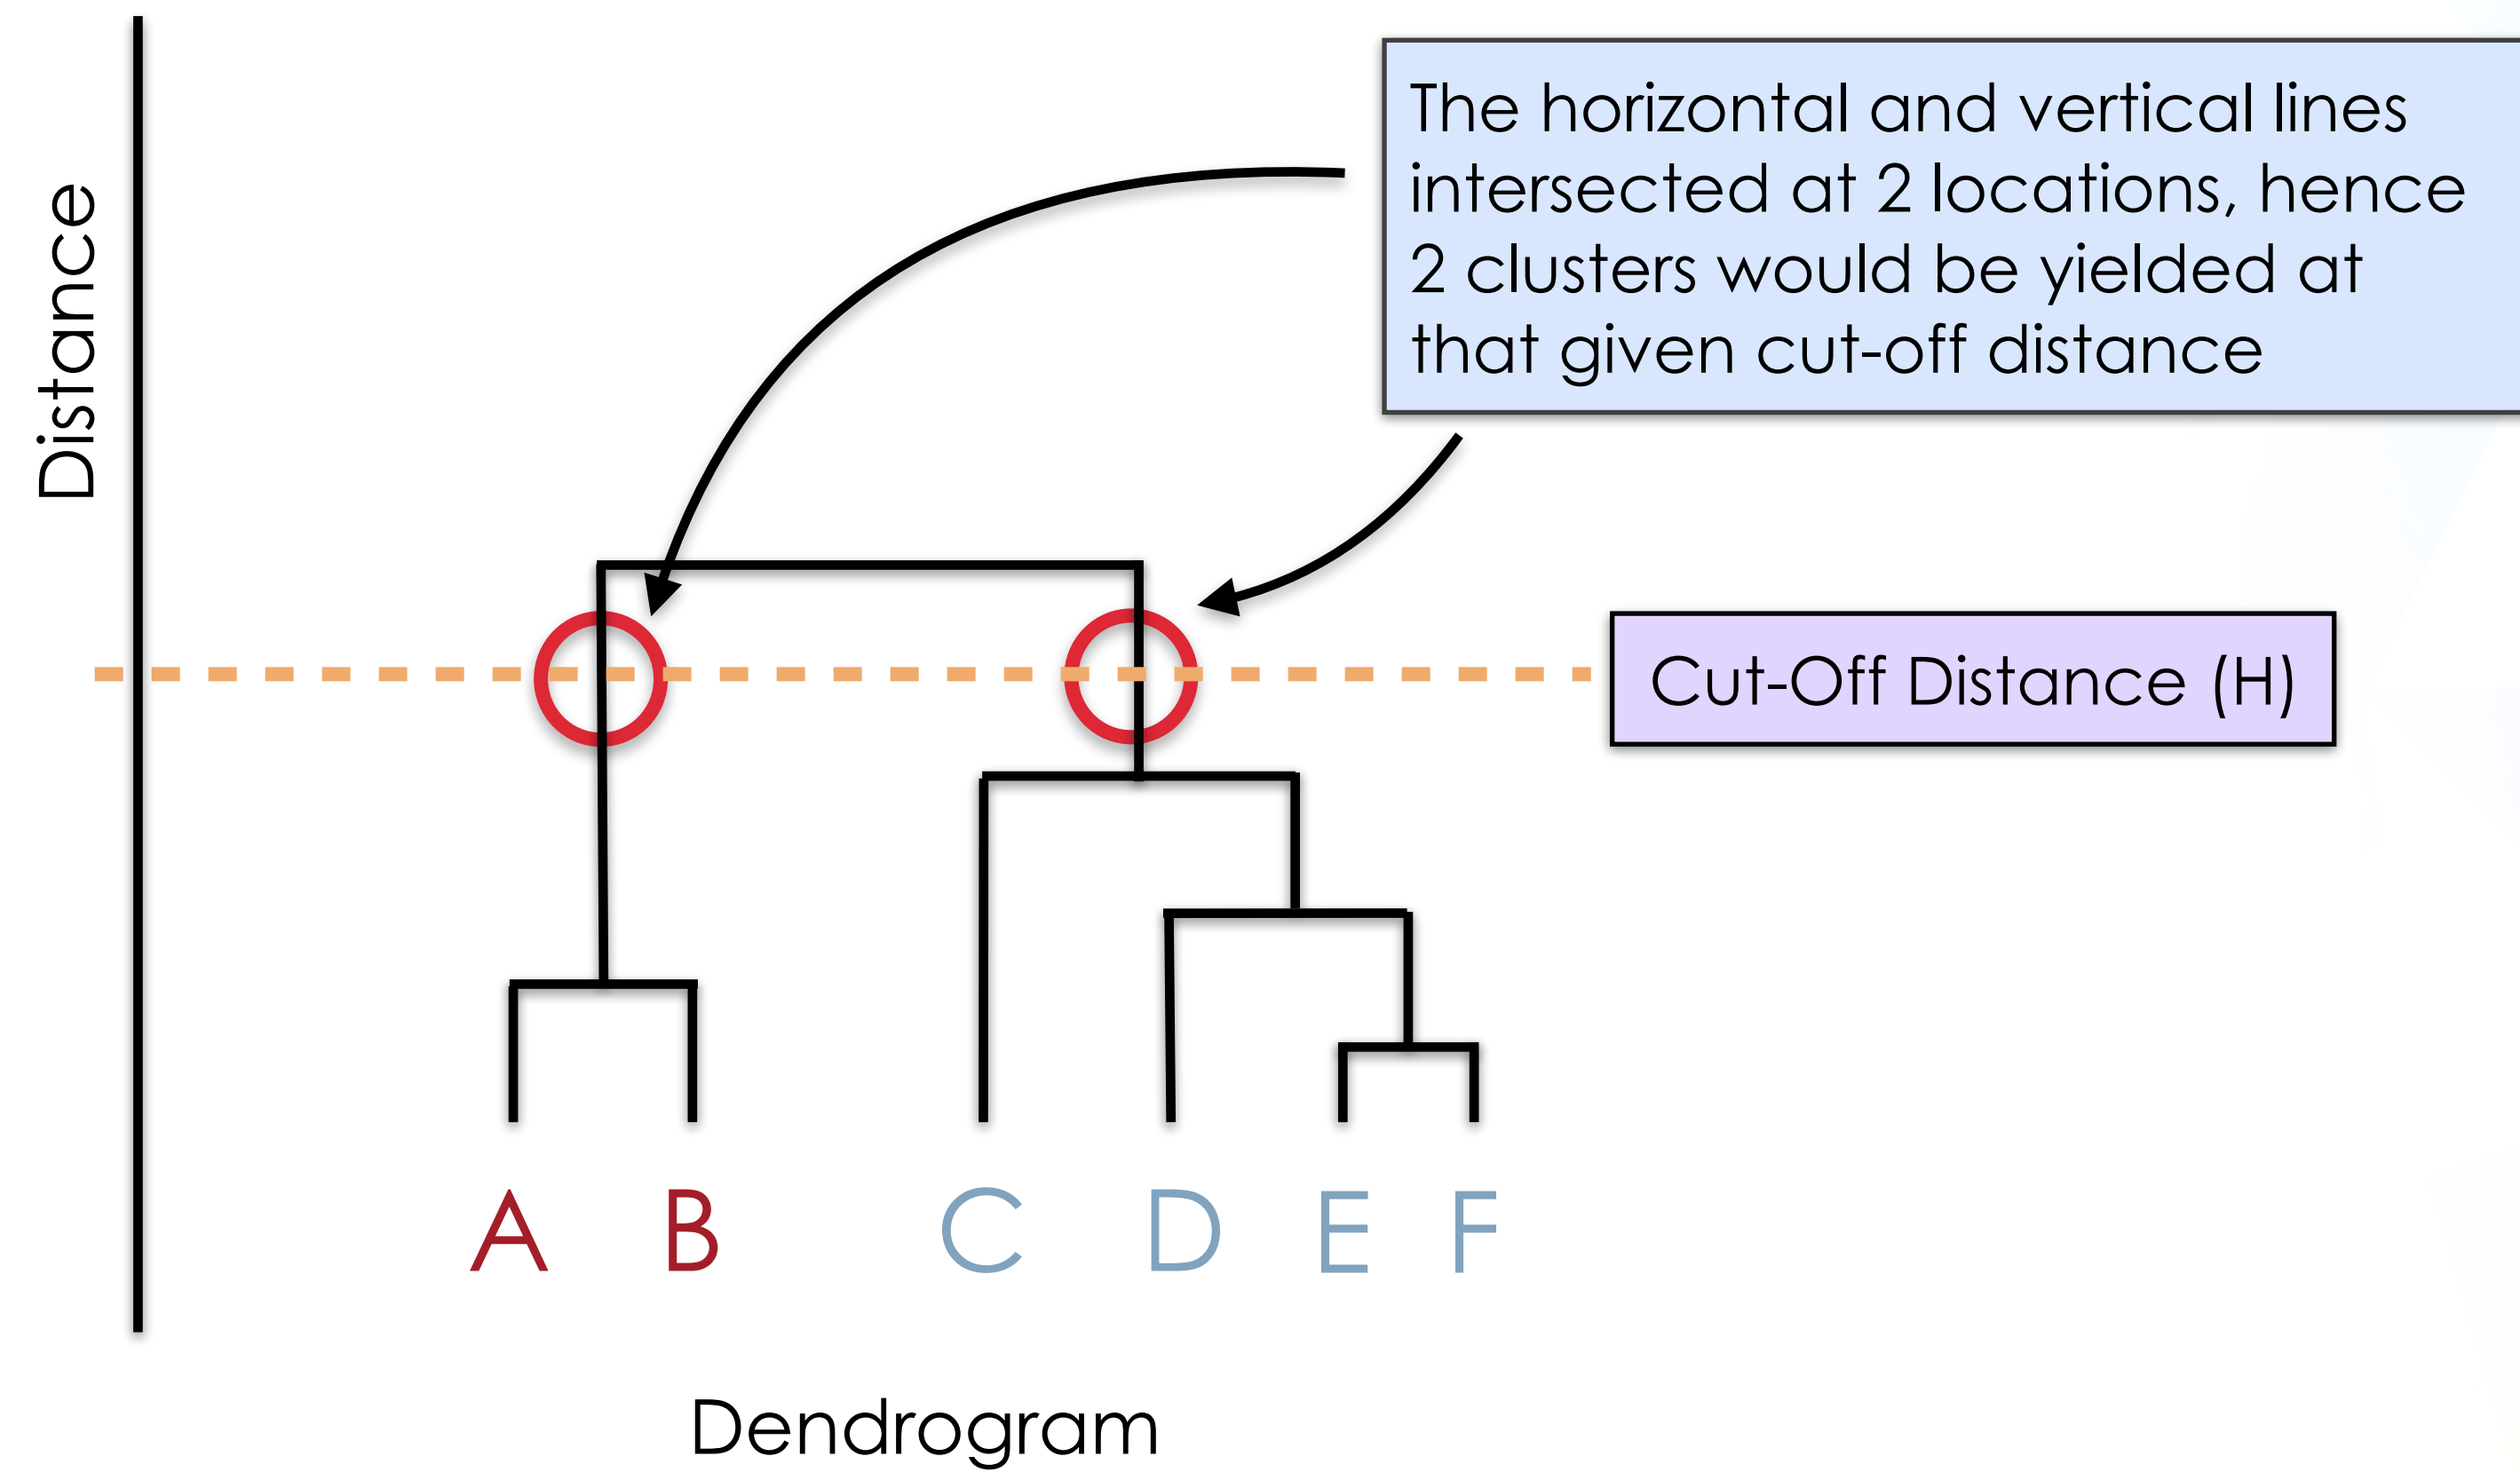 Distance
The horizontal and vertical lines
intersected at 2 locations, hence
2 clusters would be yielded at
that given cut-off distance
Cut-Off Distance (H)
A B C D E F
Dendrogram